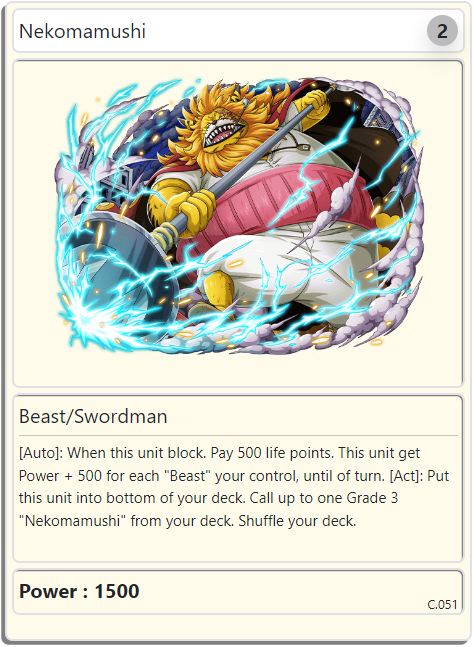 Nekomamushi
2
Beast/Swordman
[Auto]: When this unit block. Pay 500 life points. This unit get
Power + 500 for each "Beast" your control, until of turn. [Act]: Put
this unit into bottom of your deck. Call up to one Grade 3
"Nekomamushi" from your deck. Shuffle your deck.
Power : 1500
C.051